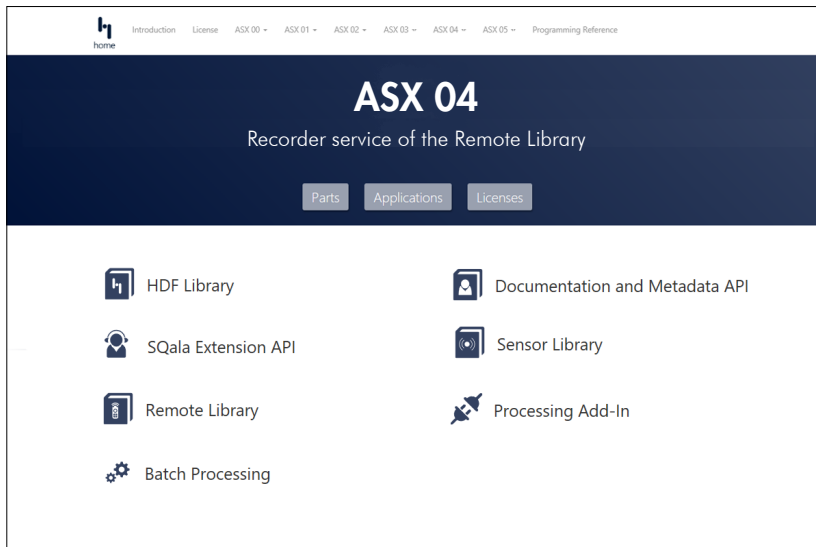 home
Introduction License ASX 00 ASX 01 ASX 02 ASX 03 ASX 04 ASX 05 Programming Reference
ASX 04
Recorder service of the Remote Library
Parts Applications Licenses
HDF Library
Documentation and Metadata API
SQala Extension API
Sensor Library
Remote Library
Processing Add-In
Batch Processing